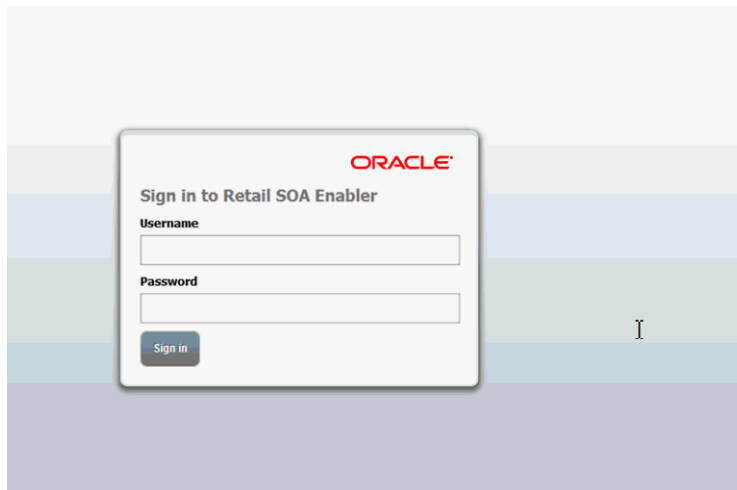 ORACLE
Sign in to Retail SOA Enabler
Username
Password
Sign in